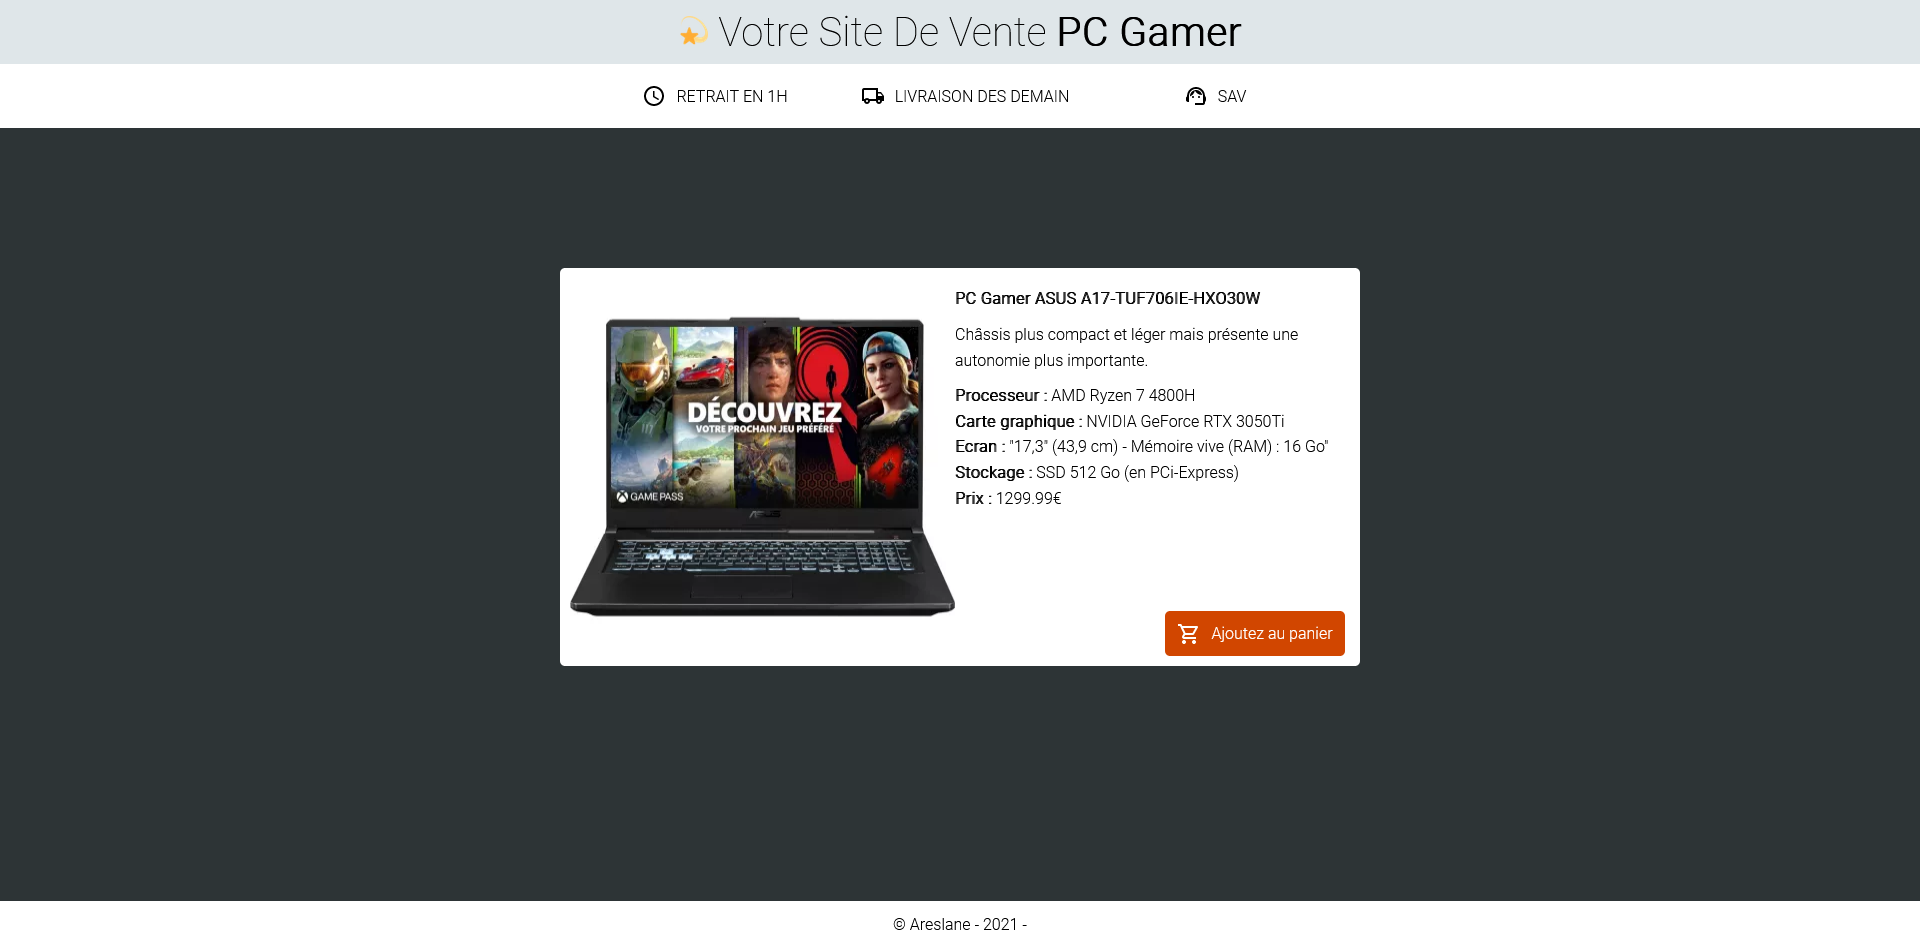 Votre Site De Vente PC Gamer
RETRAIT EN 1H
LIVRAISON DES DEMAIN
SAV
PC Gamer ASUS A17-TUF706IE-HXO30W
Châssis plus compact et léger mais présente une
autonomie plus importante.
Processeur : AMD Ryzen 7 4800H
Carte graphique : NVIDIA GeForce RTX 3050Ti
Ecran : "17,3" (43,9 cm) - Mémoire vive (RAM) : 16 Go"
Stockage : SSD 512 Go (en PCi-Express)
Prix : 1299.99€
DÉCOUVREZ
VOTRE PROCHAIN JEU PRÉFÉRÉ
GAME PASS
ASUS
Ajoutez au panier
© Areslane - 2021 -